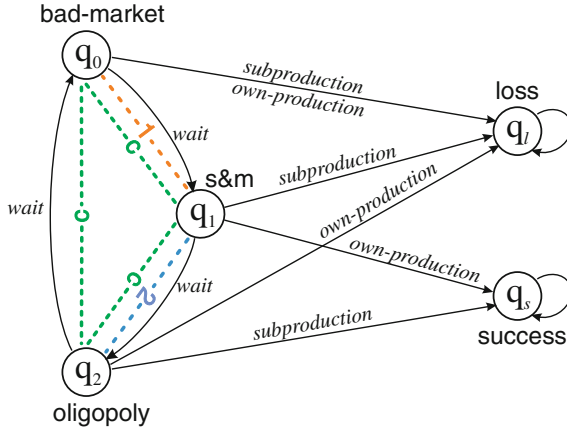 bad-market
q0
subproduction
own-production
loss
ql
wait
1
c
s&m
q1
subproduction
own-production
wait
c
own-production
c
2
wait
qs
subproduction
success
q2
oligopoly